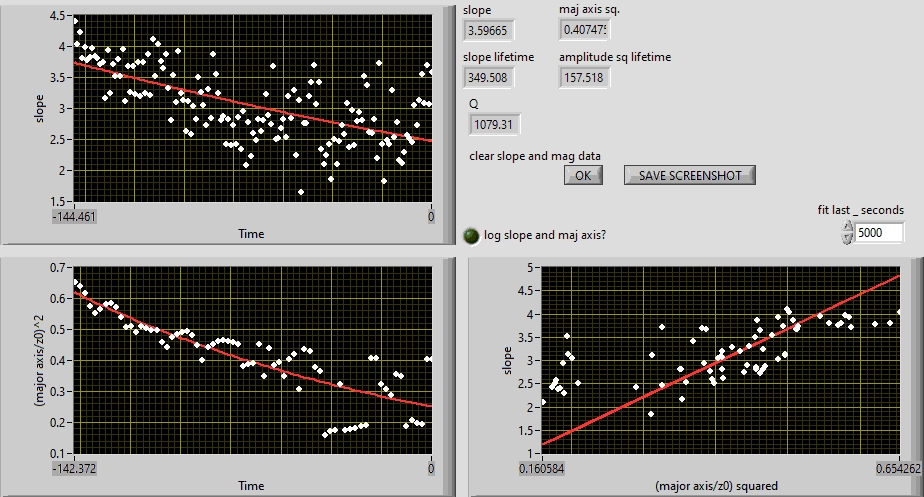 slope
maj axis sq.
3.59665
0.40747
slope lifetime
amplitude sq lifetime
349.508
157.518
Q
1079.31
clear slope and mag data
OK
SAVE SCREENSHOT
fit last _ seconds
5000
log slope and maj axis?
4.5
4
3.5
3
2.5
2
1.5
slope
-144.461
0
Time
0.7
0.6
0.5
0.4
0.3
0.2
0.1
(major axis/z0)^2
-142.372
0
Time
5
4.5
4
3.5
3
2.5
2
1.5
1
slope
0.160584
0.654262
(major axis/z0) squared